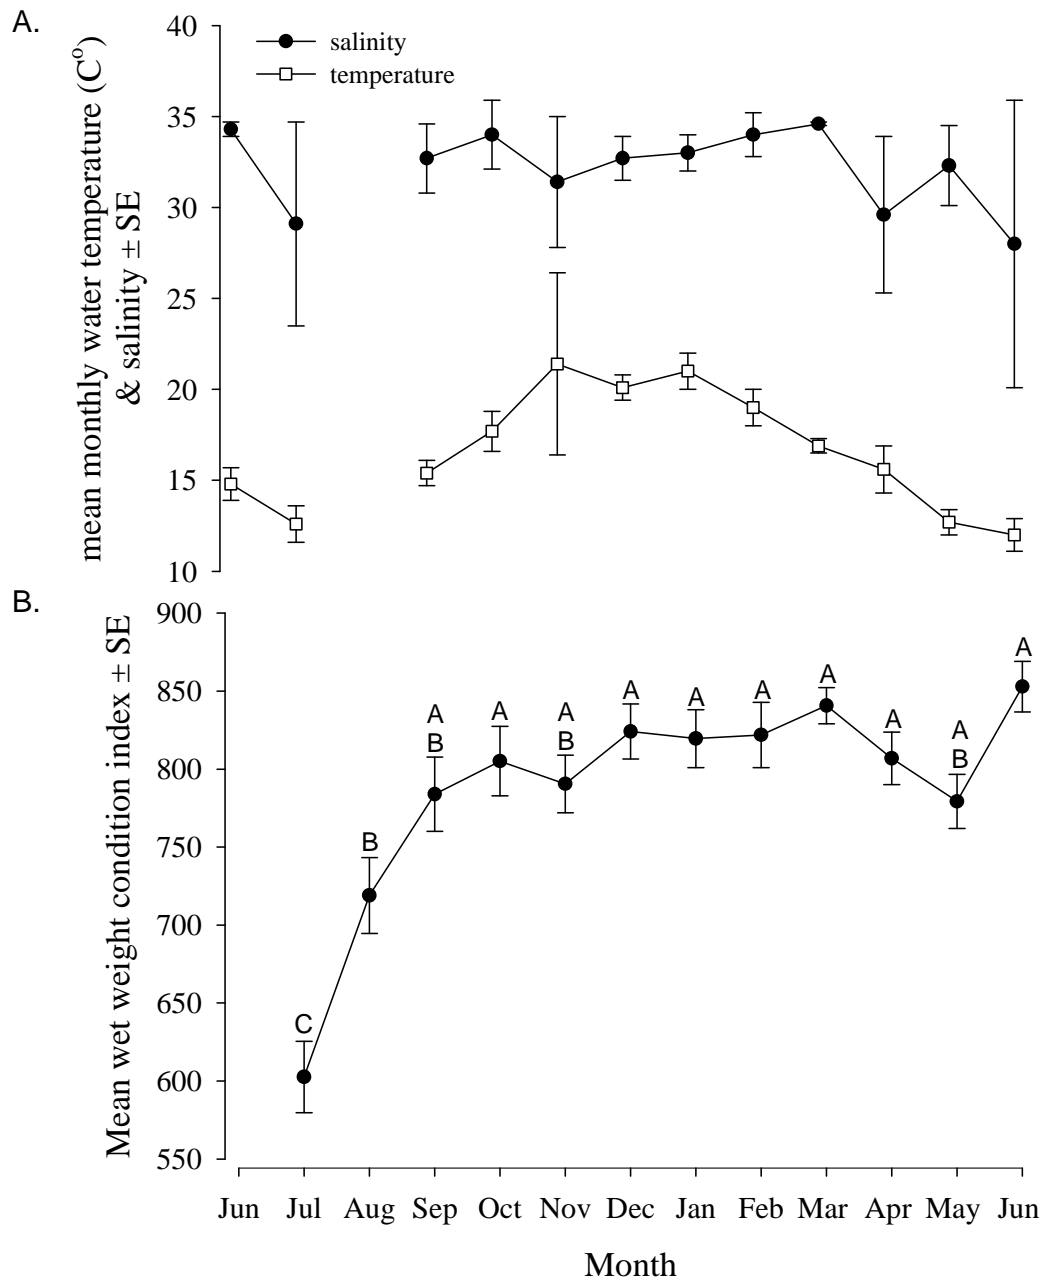 A.
40
35
30
25
20
15
10
mean monthly water temperature (C°)
& salinity ± SE
salinity
temperature
B.
900
850
800
750
700
650
600
550
Mean wet weight condition index ± SE
C
B
A
B
A
A
B
A
A
A
A
A
A
B
A
Jun Jul Aug Sep Oct Nov Dec Jan Feb Mar Apr May Jun
Month